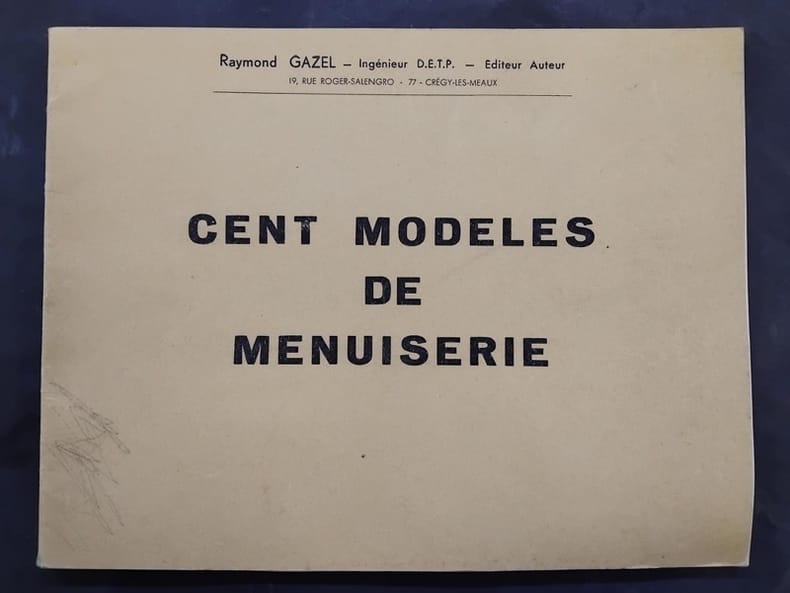 Raymond GAZEL — Ingénieur D.E.T.P. — Editeur Auteur
19, RUE ROGER-SALENGRO - 77 - CRÉGY-LES-MEAUX
CENT MODELES
DE
MENUISERIE